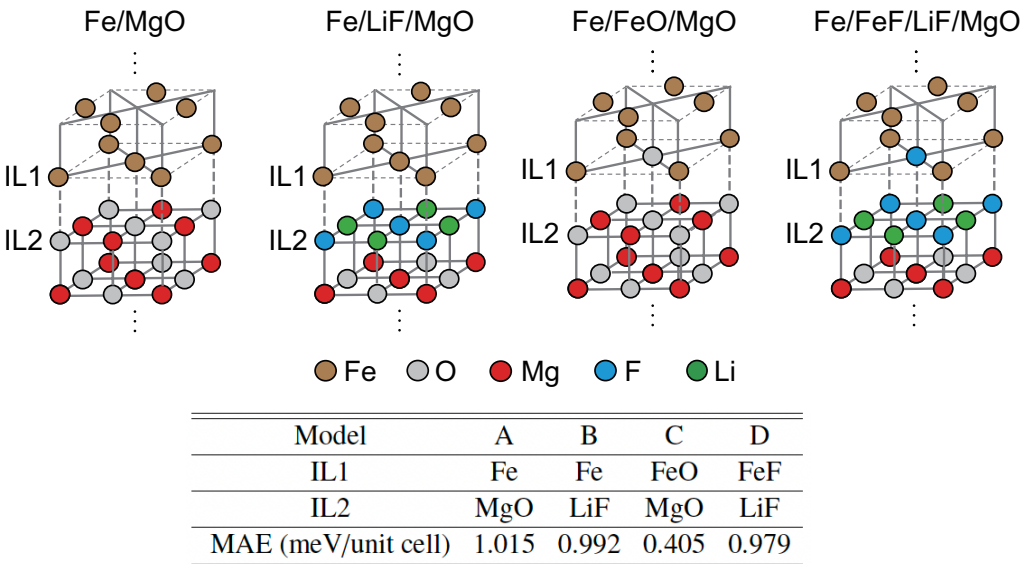 Fe/MgO Fe/LiF/MgO Fe/FeO/MgO Fe/FeF/LiF/MgO
IL1 IL1 IL1 IL1
IL2 IL2 IL2 IL2
Fe O Mg F Li
Model A B C D
IL1 Fe Fe FeO FeF
IL2 MgO LiF MgO LiF
MAE (meV/unit cell) 1.015 0.992 0.405 0.979